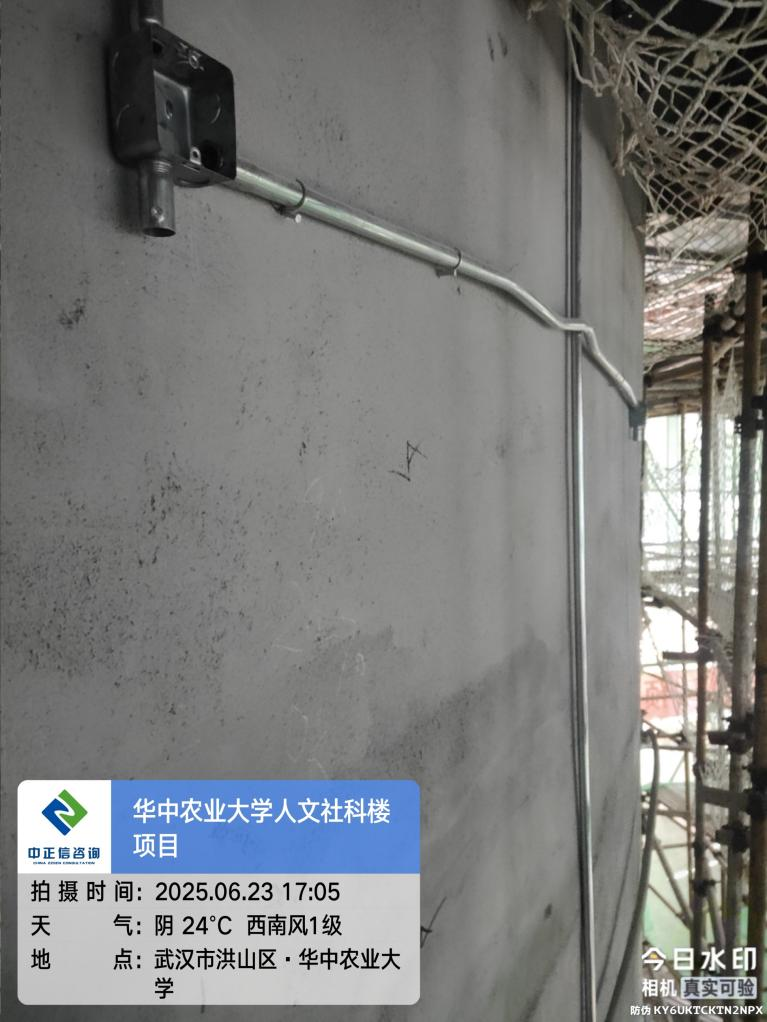 华中农业大学人文社科楼
项目
中正信咨询
CHINA ZEXEN CONSULTATION
拍摄时间：2025.06.23 17:05
天气：阴 24℃ 西南风1级
地点：武汉市洪山区·华中农业大
学
今日水印
相机 真实可验
防伪 KY6UKTCKTN2NPX